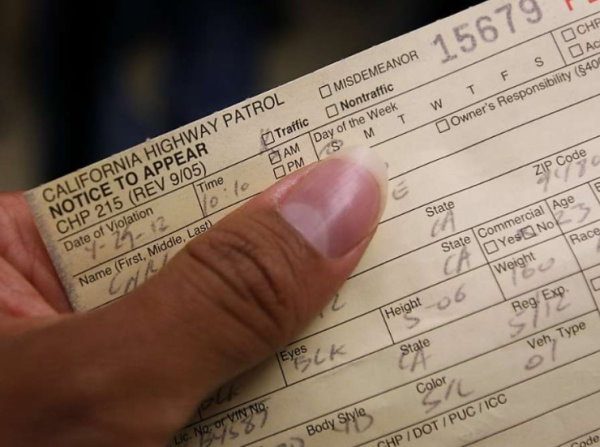 15679
CALIFORNIA HIGHWAY PATROL
NOTICE TO APPEAR
CHP 215 (REV 9/05)
☐ MISDEMEANOR
☐ Traffic ☐ Nontraffic
Date of Violation
4-29-12
Time
10:10
AM
☐ PM
Day of the Week
S M T W T F S
☐ Owner's Responsibility
Name (First, Middle, Last)
State
CA
ZIP Code
State
CA
Commercial
☐ Yes ☐ No
Age
23
Height
5-06
Weight
160
Race
Eyes
BLK
State
CA
Reg. Exp.
5/12
Lic. No. or VIN No.
Body Style
Color
SIL
Veh. Type
01
CHP / DOT / PUC / ICC